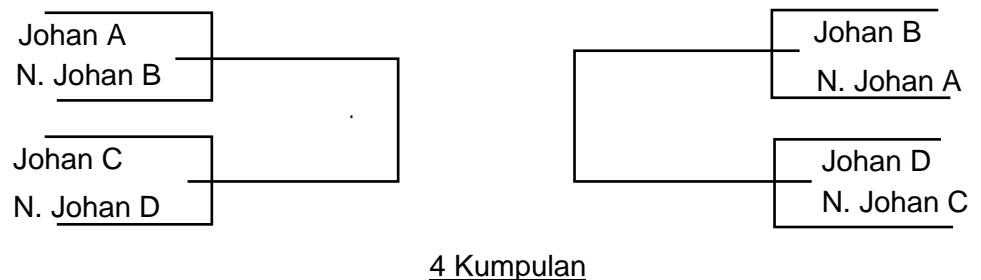 Johan A
N. Johan B
Johan C
N. Johan D
Johan B
N. Johan A
Johan D
N. Johan C
4 Kumpulan